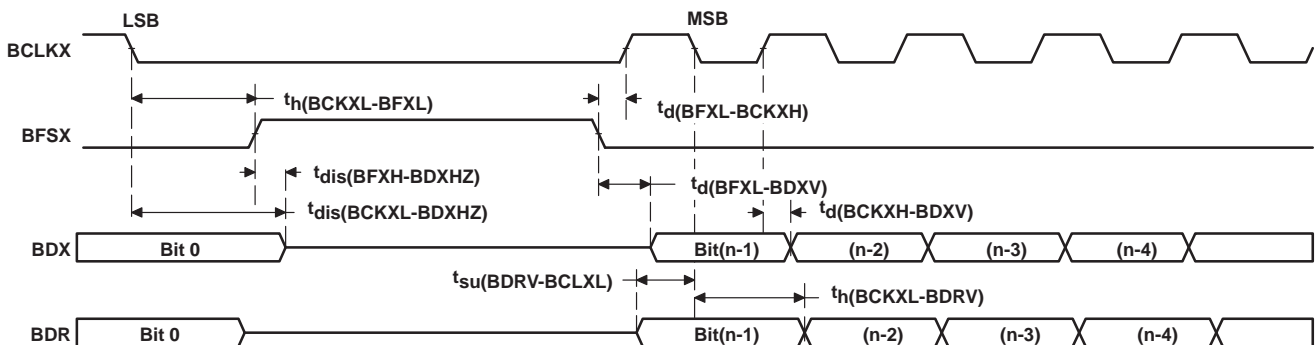 LSB MSB
BCLKX
th(BCKXL-BFXL) td(BFXL-BCKXH)
BFSX
tdis(BFXH-BDXHZ) td(BFXL-BDXV)
tdis(BCKXL-BDXHZ) td(BCKXH-BDXV)
BDX Bit 0 Bit(n-1) (n-2) (n-3) (n-4)
tsu(BDRV-BCLXL) th(BCKXL-BDRV)
BDR Bit 0 Bit(n-1) (n-2) (n-3) (n-4)